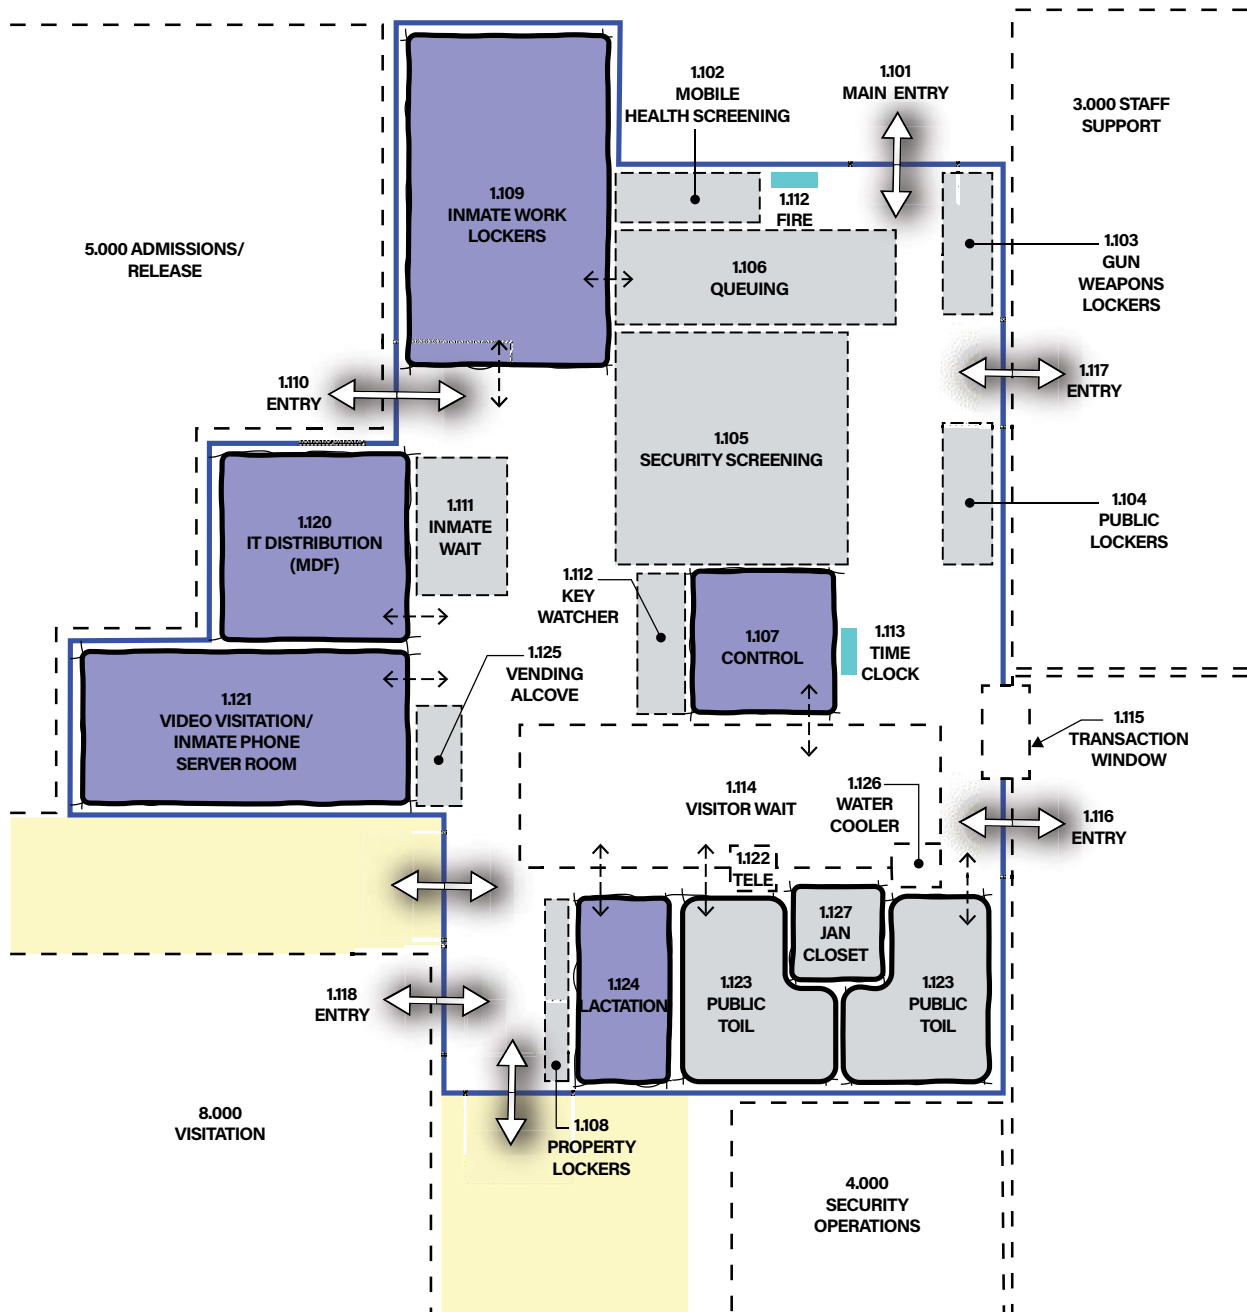 1.102
MOBILE
HEALTH SCREENING
1.101
MAIN ENTRY
3.000 STAFF
SUPPORT
1.109
INMATE WORK
LOCKERS
1.112
FIRE
5.000 ADMISSIONS/
RELEASE
1.106
QUEUING
1.103
GUN
WEAPONS
LOCKERS
1.110
ENTRY
1.117
ENTRY
1.105
SECURITY SCREENING
1.120
IT DISTRIBUTION
(MDF)
1.111
INMATE
WAIT
1.104
PUBLIC
LOCKERS
1.112
KEY
WATCHER
1.107
CONTROL
1.113
TIME
CLOCK
1.125
VENDING
ALCOVE
1.121
VIDEO VISITATION/
INMATE PHONE
SERVER ROOM
1.115
TRANSACTION
WINDOW
1.114
VISITOR WAIT
1.126
WATER
COOLER
1.116
ENTRY
1.122
TELE
1.127
JAN
CLOSET
1.124
LACTATION
1.123
PUBLIC
TOIL
1.123
PUBLIC
TOIL
1.118
ENTRY
8.000
VISITATION
1.108
PROPERTY
LOCKERS
4.000
SECURITY
OPERATIONS